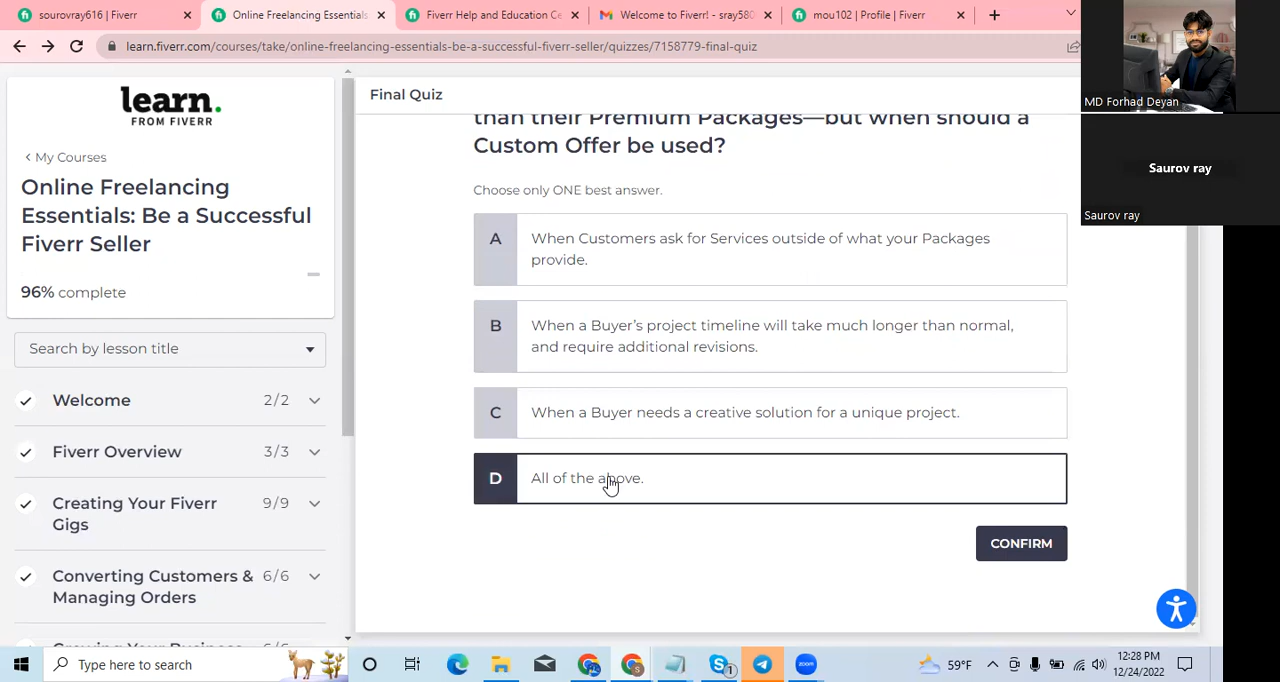 sourovray616 | Fiverr
Online Freelancing Essentials
Fiverr Help and Education Ce
Welcome to Fiverr! - sray580
mou102 | Profile | Fiverr
learn.fiverr.com/courses/take/online-freelancing-essentials-be-a-successful-fiverr-seller/quizzes/7158779-final-quiz
MD Forhad Deyan
Saurov ray
Saurov ray
learn.
FROM FIVERR
My Courses
Online Freelancing
Essentials: Be a Successful
Fiverr Seller
96% complete
Search by lesson title
Welcome 2/2
Fiverr Overview 3/3
Creating Your Fiverr 9/9
Gigs
Converting Customers & 6/6
Managing Orders
Final Quiz
than their Premium Packages—but when should a
Custom Offer be used?
Choose only ONE best answer.
A When Customers ask for Services outside of what your Packages
provide.
B When a Buyer's project timeline will take much longer than normal,
and require additional revisions.
C When a Buyer needs a creative solution for a unique project.
D All of the above.
CONFIRM
Type here to search
zoom
59°F
12:28 PM
12/24/2022